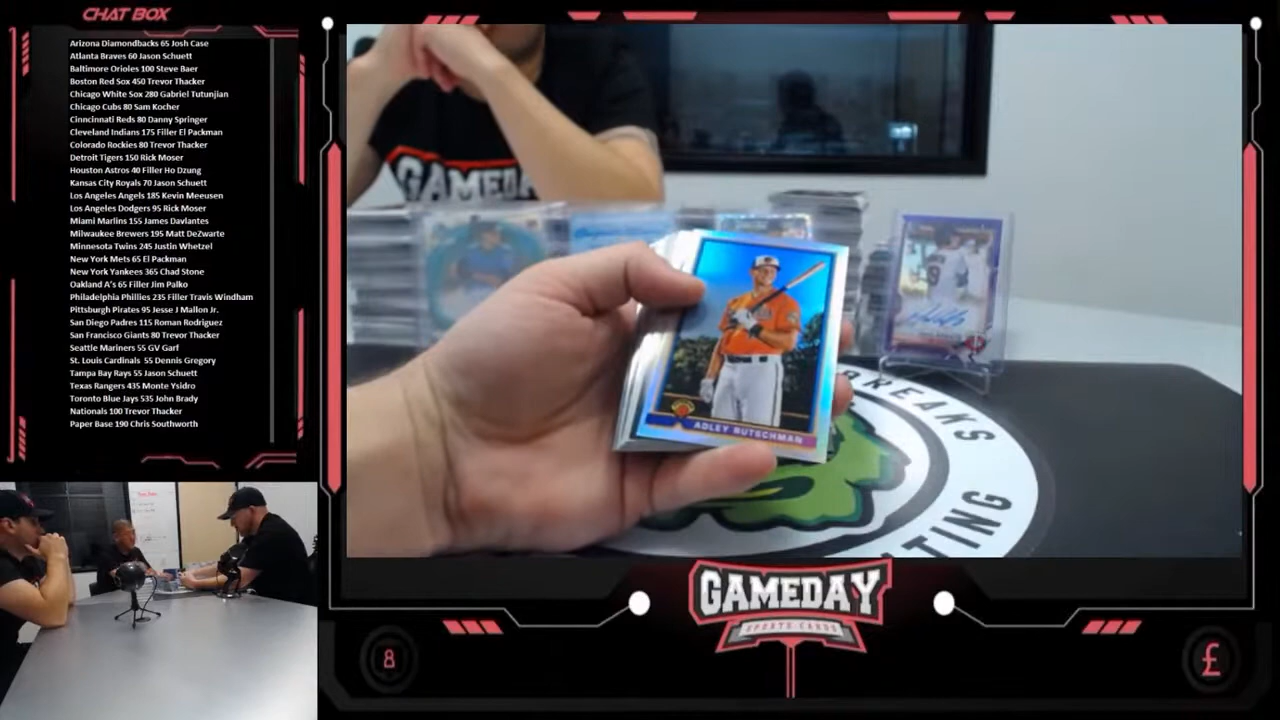 CHAT BOX
Arizona Diamondbacks 65 Josh Case
Atlanta Braves 60 Jason Schuett
Baltimore Orioles 100 Steve Baer
Boston Red Sox 450 Trevor Thacker
Chicago White Sox 280 Gabriel Tutunjian
Chicago Cubs 80 Sam Kocher
Cinncinnati Reds 80 Danny Springer
Cleveland Indians 175 Filler El Packman
Colorado Rockies 80 Trevor Thacker
Detroit Tigers 150 Rick Moser
Houston Astros 40 Filler Ho Dzung
Kansas City Royals 70 Jason Schuett
Los Angeles Angels 185 Kevin Meeusen
Los Angeles Dodgers 95 Rick Moser
Miami Marlins 155 James Davlantes
Milwaukee Brewers 195 Matt DeZwarte
Minnesota Twins 245 Justin Whetzel
New York Mets 65 El Packman
New York Yankees 365 Chad Stone
Oakland A's 65 Filler Jim Palko
Philadelphia Phillies 235 Filler Travis Windham
Pittsburgh Pirates 95 Jesse J Mallon Jr.
San Diego Padres 115 Roman Rodriguez
San Francisco Giants 80 Trevor Thacker
Seattle Mariners 55 GV Garf
St. Louis Cardinals 55 Dennis Gregory
Tampa Bay Rays 55 Jason Schuett
Texas Rangers 435 Monte Ysidro
Toronto Blue Jays 535 John Brady
Nationals 100 Trevor Thacker
Paper Base 190 Chris Southworth
GAMEDA
ADLEY RUTSCHMAN
BREAKS
TING
GAMEDAY
SPORTS CARDS
8
£